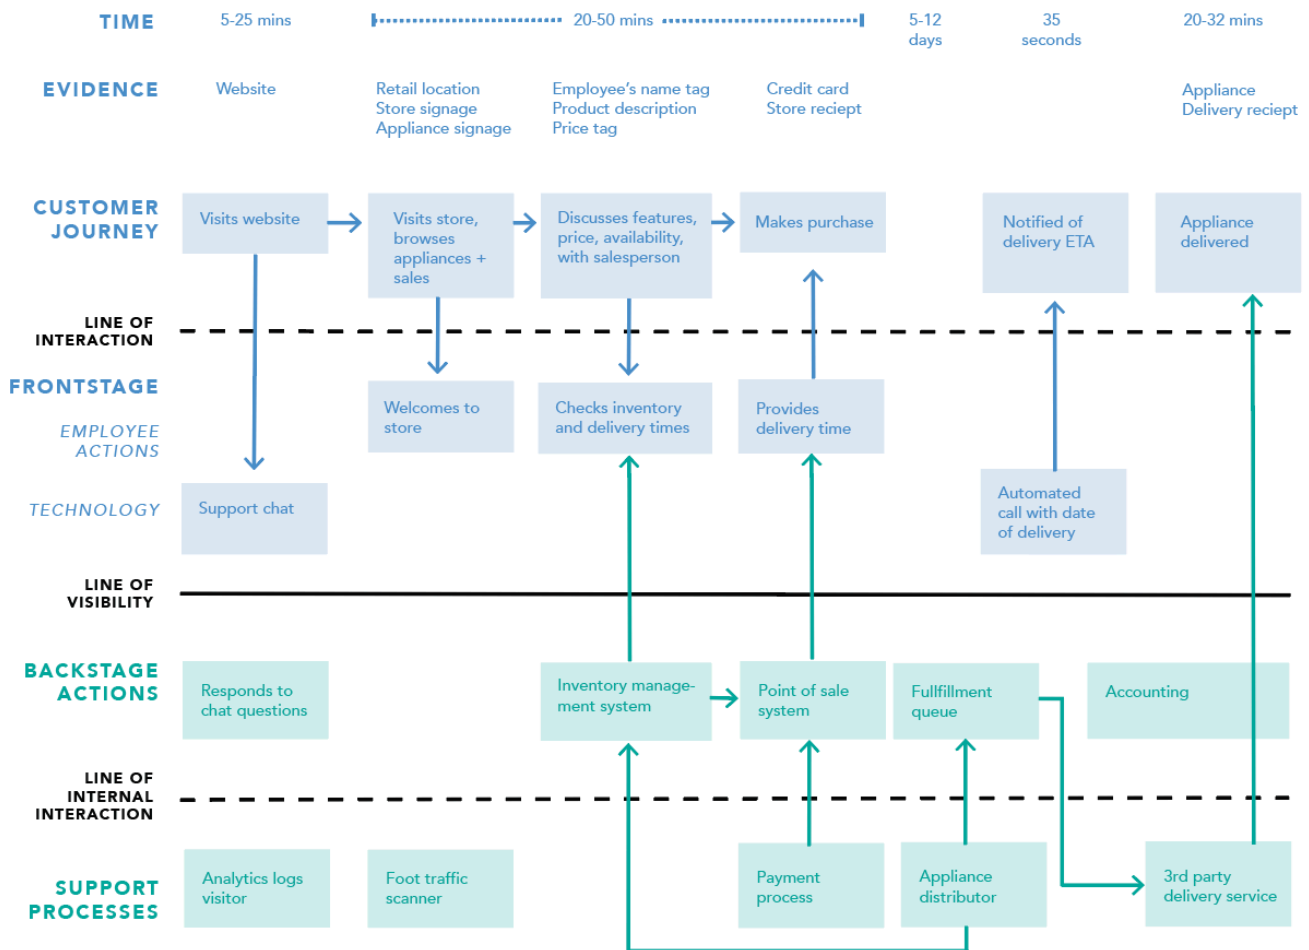 TIME
5-25 mins
20-50 mins
5-12
days
35
seconds
20-32 mins
EVIDENCE
Website
Retail location
Store signage
Appliance signage
Employee's name tag
Product description
Price tag
Credit card
Store reciept
Appliance
Delivery reciept
CUSTOMER
JOURNEY
Visits website
Visits store,
browses
appliances +
sales
Discusses features,
price, availability,
with salesperson
Makes purchase
Notified of
delivery ETA
Appliance
delivered
LINE OF
INTERACTION
FRONTSTAGE
EMPLOYEE
ACTIONS
Welcomes to
store
Checks inventory
and delivery times
Provides
delivery time
TECHNOLOGY
Support chat
Automated
call with date
of delivery
LINE OF
VISIBILITY
BACKSTAGE
ACTIONS
Responds to
chat questions
Inventory manage-
ment system
Point of sale
system
Fullfillment
queue
Accounting
LINE OF
INTERNAL
INTERACTION
SUPPORT
PROCESSES
Analytics logs
visitor
Foot traffic
scanner
Payment
process
Appliance
distributor
3rd party
delivery service